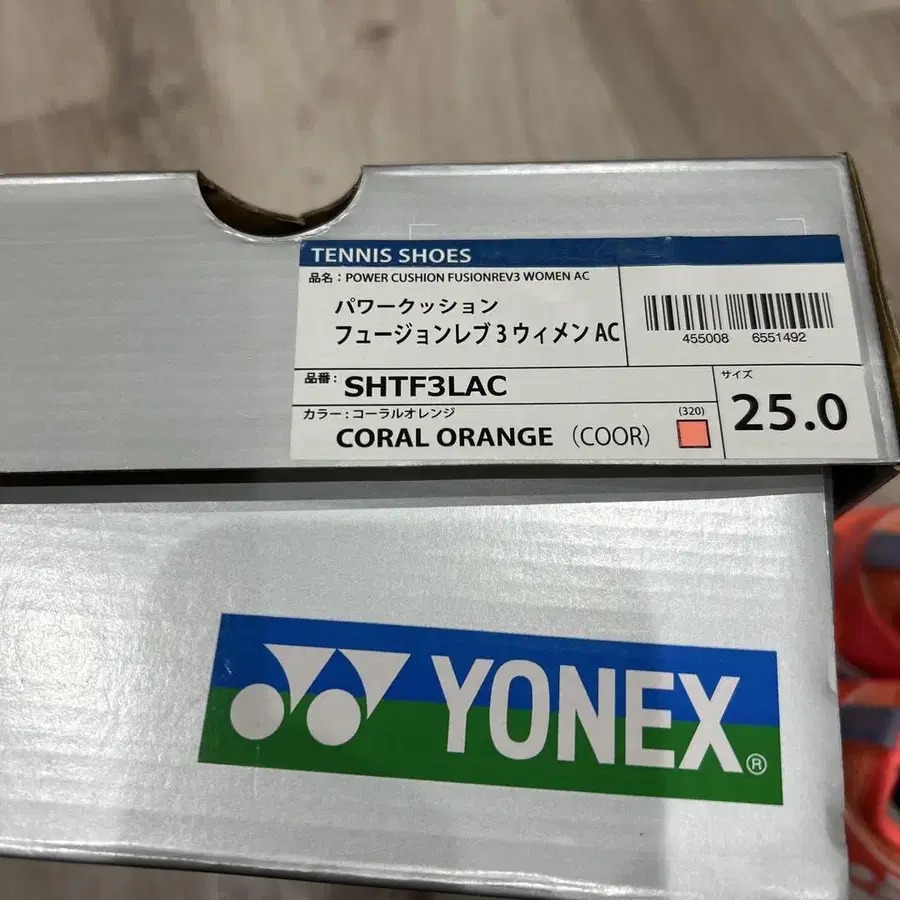 TENNIS SHOES
品名：POWER CUSHION FUSIONREV3 WOMEN AC
パワークッション
フュージョンレブ 3 ウィメン AC
455008 6551492
品番： SHTF3LAC
サイズ
25.0
カラー：コーラルオレンジ
(320)
CORAL ORANGE （COOR）
YONEX®